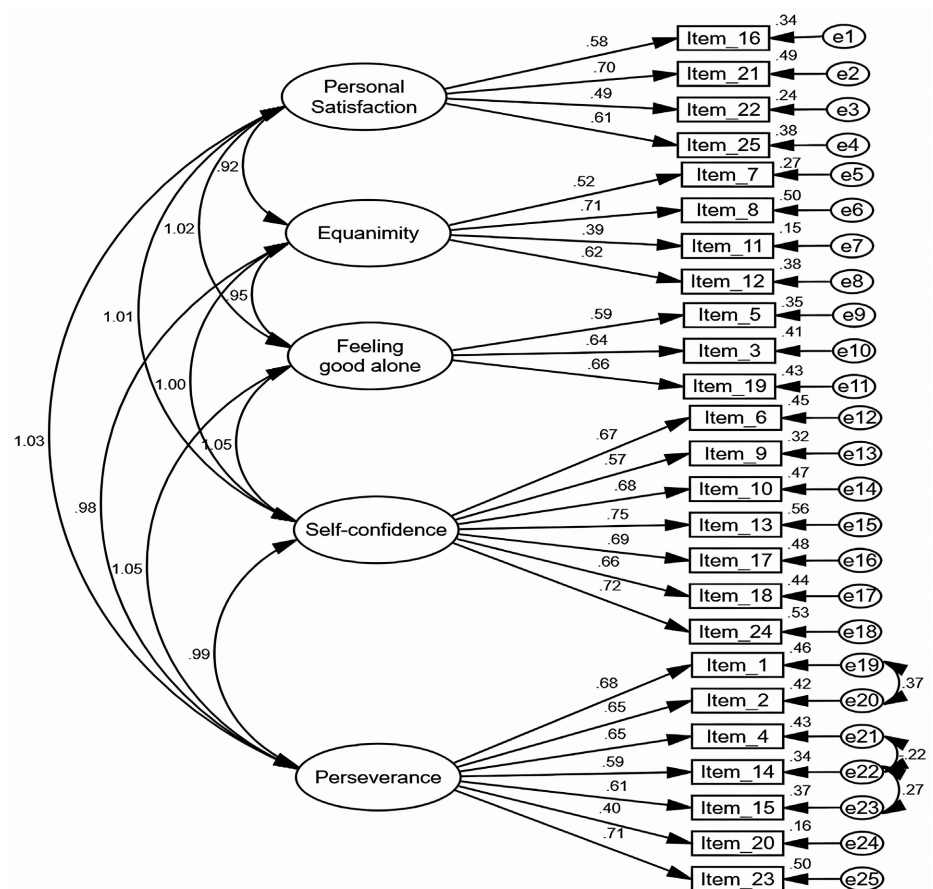 .34
.58
Item_16
e1
.49
.70
Item_21
e2
Personal
Satisfaction
.24
.49
Item_22
e3
.38
.61
Item_25
e4
.27
.92
.52
Item_7
e5
.50
.71
Item_8
e6
1.02
Equanimity
.15
.39
Item_11
e7
.38
.62
Item_12
e8
.95
.35
1.01
.59
Item_5
e9
.41
Feeling
good alone
.64
Item_3
e10
.43
.66
Item_19
e11
1.00
.45
.67
Item_6
e12
1.03
1.05
.32
.57
Item_9
e13
.47
.68
Item_10
e14
.98
Self-confidence
.56
.75
Item_13
e15
.48
.69
Item_17
e16
1.05
.44
.66
Item_18
e17
.53
.72
Item_24
e18
.99
.46
.68
Item_1
e19
.37
.42
.65
Item_2
e20
.43
.65
Item_4
e21
.22
Perseverance
.34
.59
Item_14
e22
.27
.37
.61
Item_15
e23
.16
.40
Item_20
e24
.50
.71
Item_23
e25